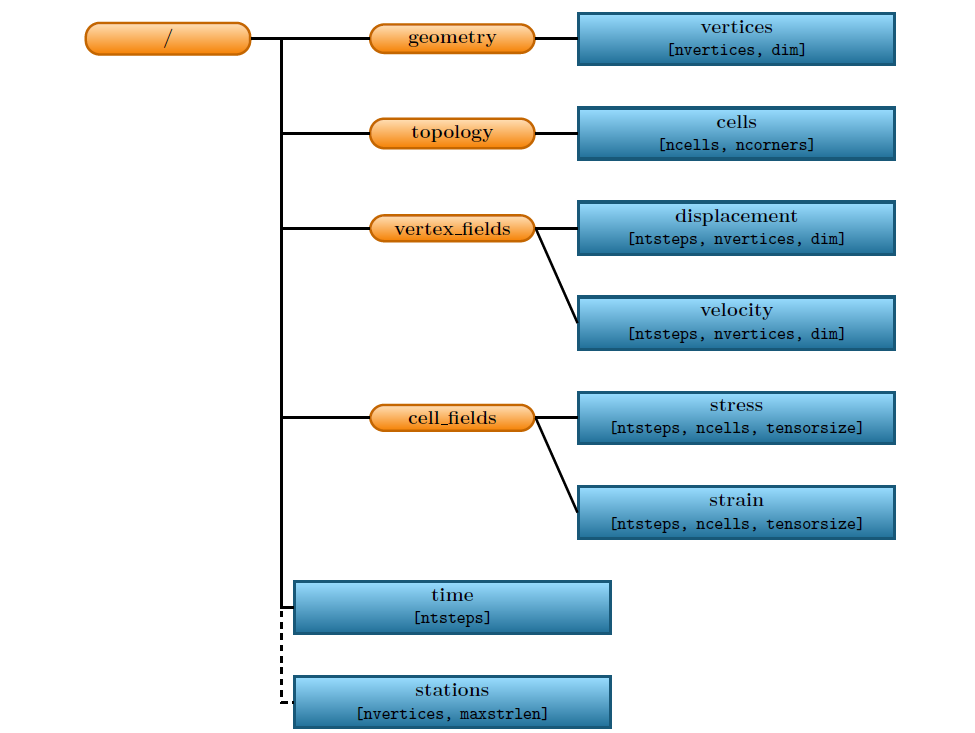 /
geometry
vertices
[nvertices, dim]
topology
cells
[ncells, ncorners]
vertex_fields
displacement
[ntsteps, nvertices, dim]
velocity
[ntsteps, nvertices, dim]
cell_fields
stress
[ntsteps, ncells, tensorsize]
strain
[ntsteps, ncells, tensorsize]
time
[ntsteps]
stations
[nvertices, maxstrlen]